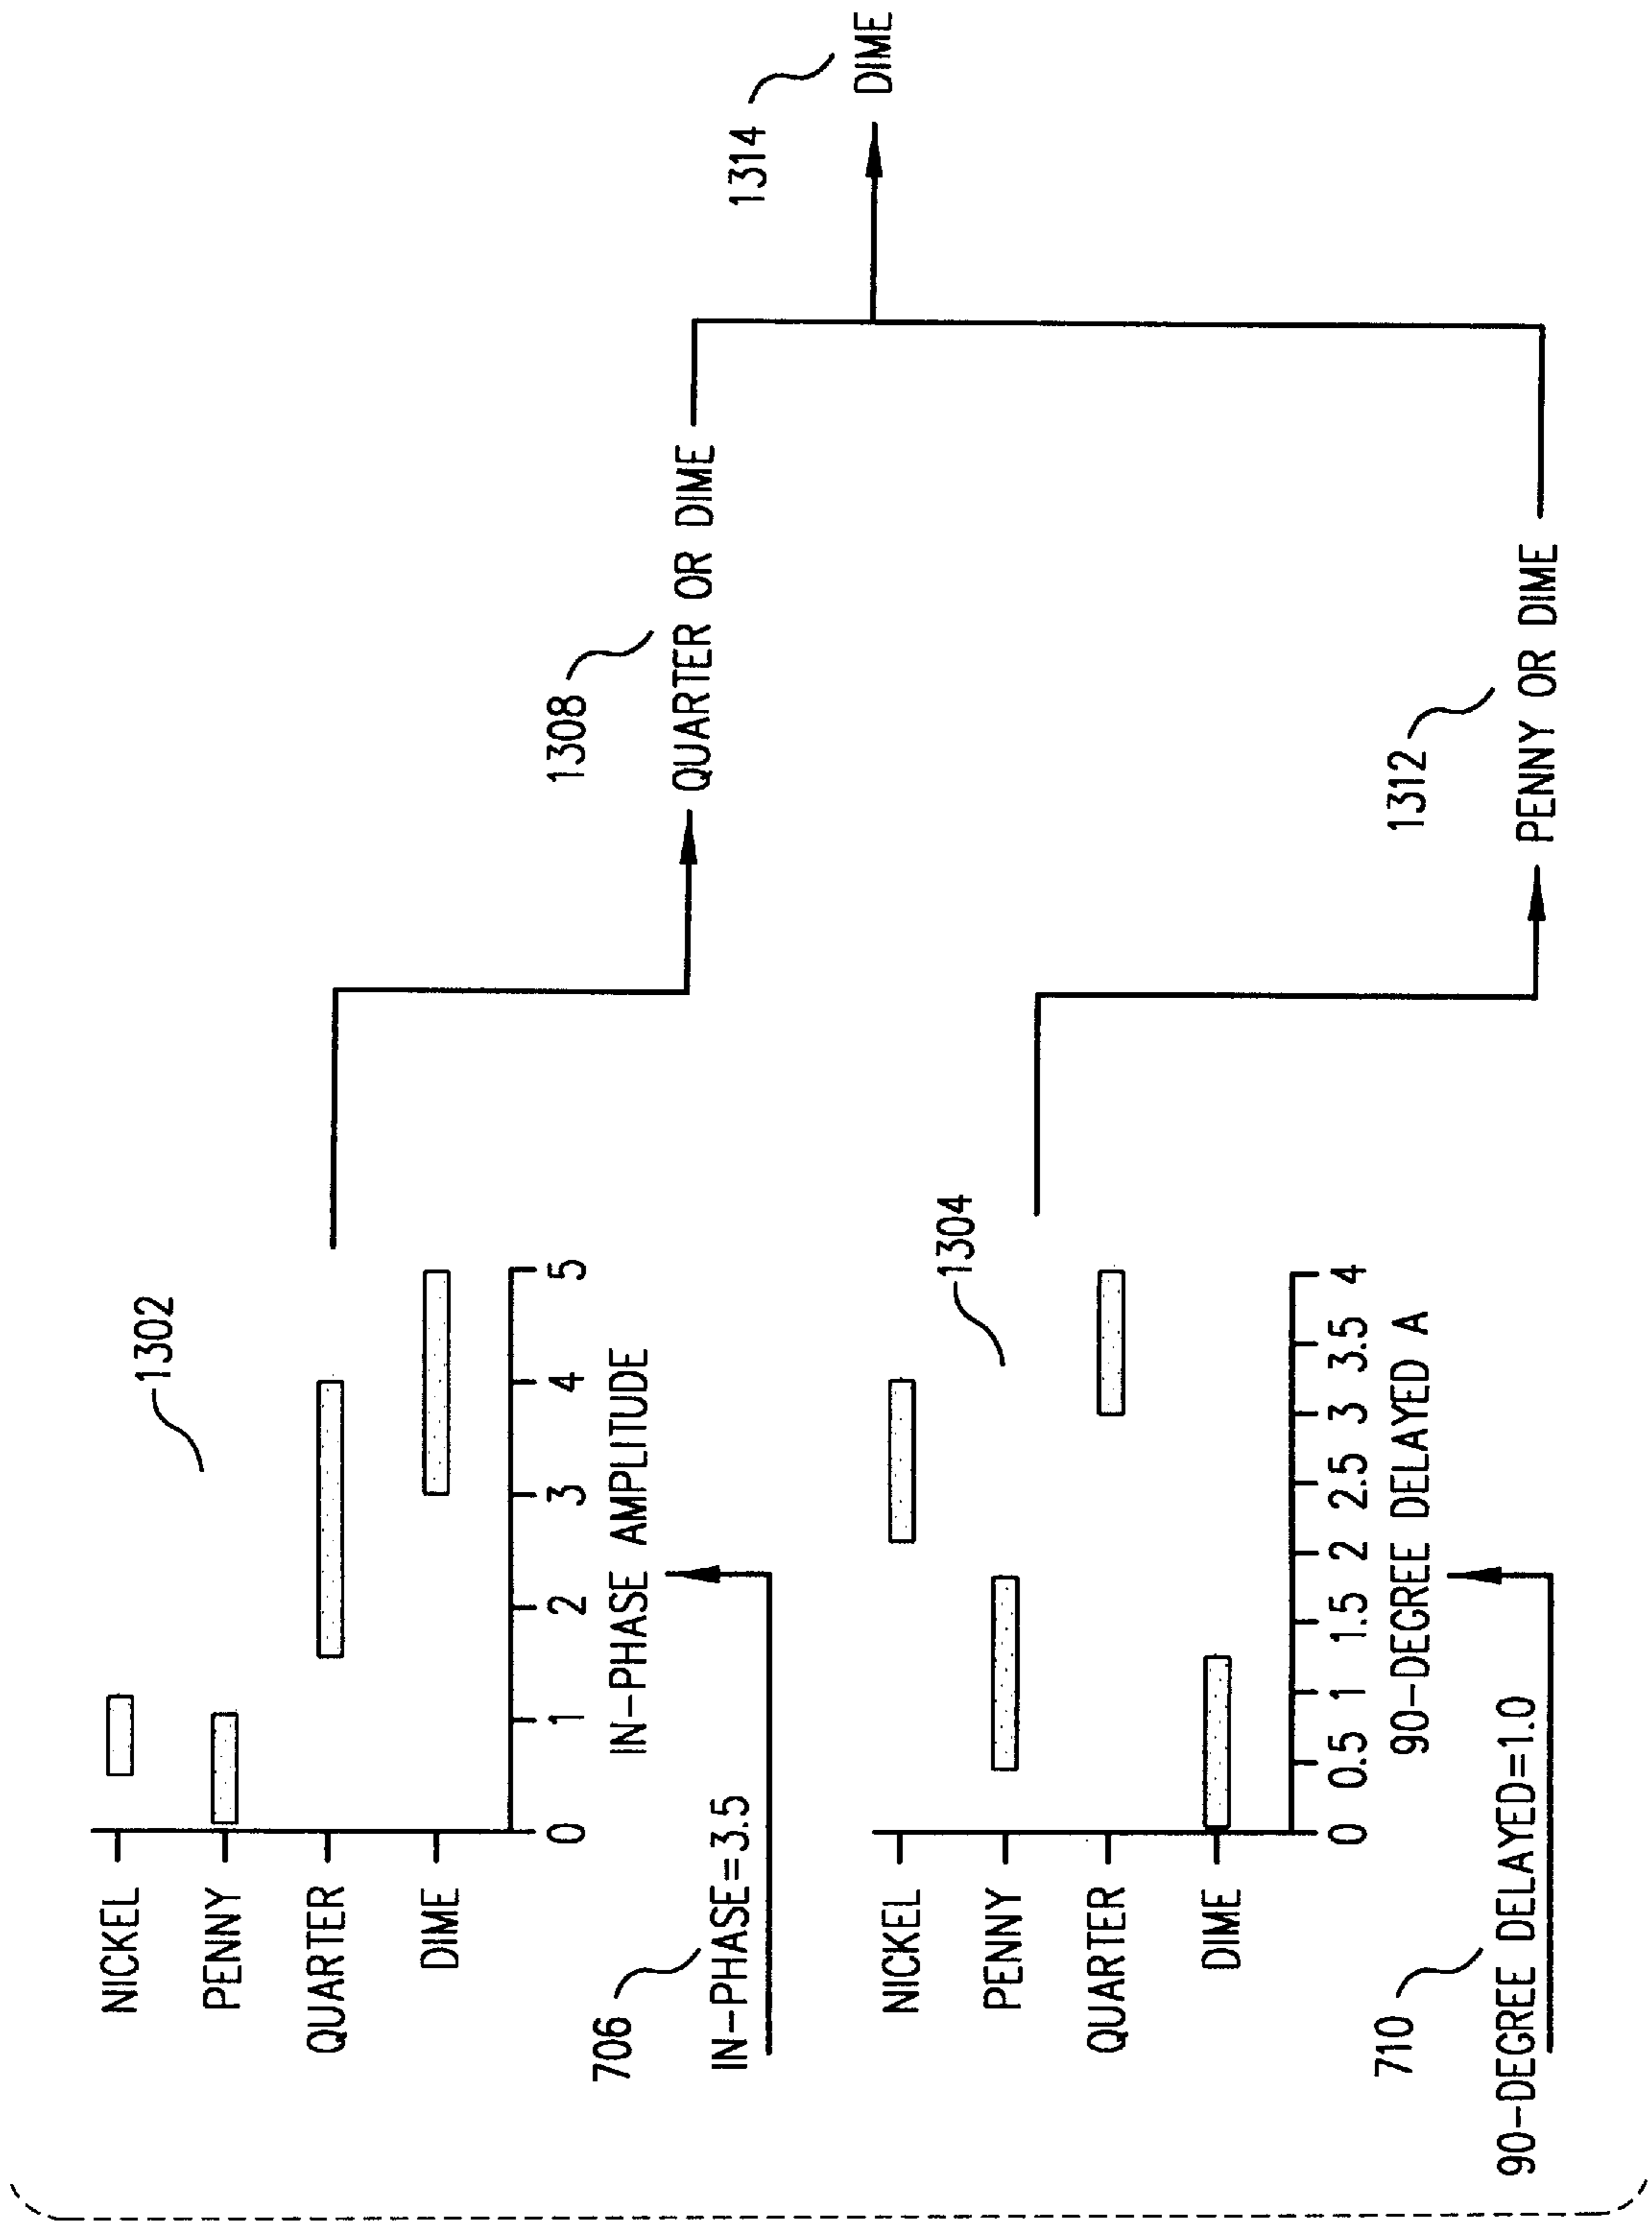 1302
NICKEL
PENNY
QUARTER
DIME
0 1 2 3 4 5
IN-PHASE AMPLITUDE
706
IN-PHASE=3.5
1308
QUARTER OR DIME
1314
DIME
1304
NICKEL
PENNY
QUARTER
DIME
0 0.5 1 1.5 2 2.5 3 3.5 4
90-DEGREE DELAYED A
710
90-DEGREE DELAYED=1.0
1312
PENNY OR DIME